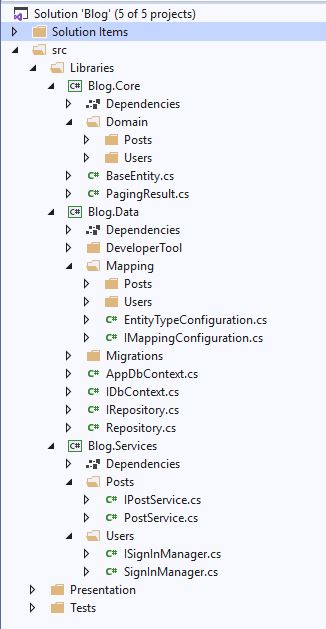 Solution 'Blog' (5 of 5 projects)
Solution Items
src
Libraries
C# Blog.Core
Dependencies
Domain
Posts
Users
C# BaseEntity.cs
C# PagingResult.cs
C# Blog.Data
Dependencies
DeveloperTool
Mapping
Posts
Users
C# EntityTypeConfiguration.cs
C# IMappingConfiguration.cs
Migrations
C# AppDbContext.cs
C# IDbContext.cs
C# IRepository.cs
C# Repository.cs
C# Blog.Services
Dependencies
Posts
C# IPostService.cs
C# PostService.cs
Users
C# ISignInManager.cs
C# SignInManager.cs
Presentation
Tests